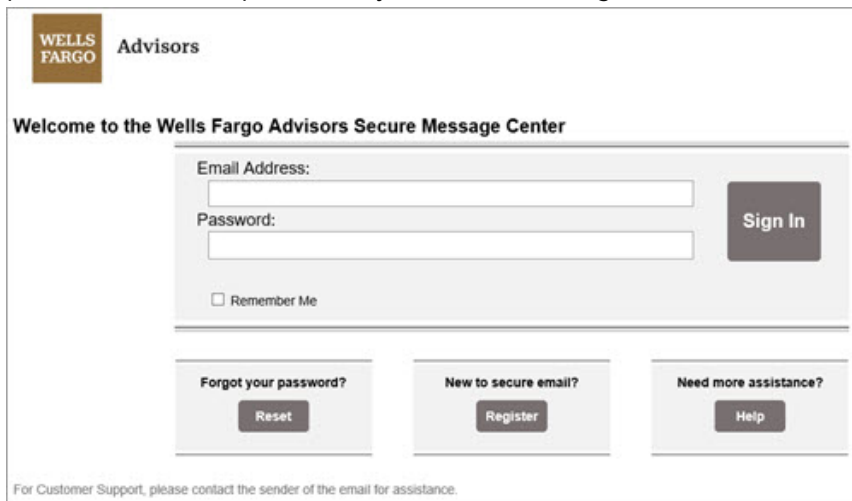 WELLS
FARGO
Advisors
Welcome to the Wells Fargo Advisors Secure Message Center
Email Address:
Password:
Sign In
Remember Me
Forgot your password?
Reset
New to secure email?
Register
Need more assistance?
Help
For Customer Support, please contact the sender of the email for assistance.